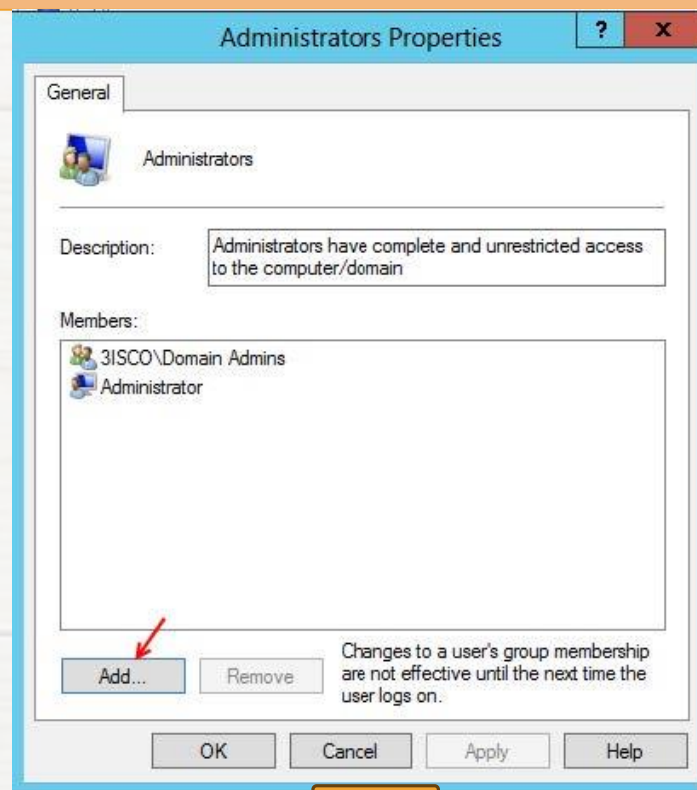 Administrators Properties
?
x
General
Administrators
Description:
Administrators have complete and unrestricted access
to the computer/domain
Members:
3ISCO\Domain Admins
Administrator
Add...
Remove
Changes to a user's group membership
are not effective until the next time the
user logs on.
OK
Cancel
Apply
Help